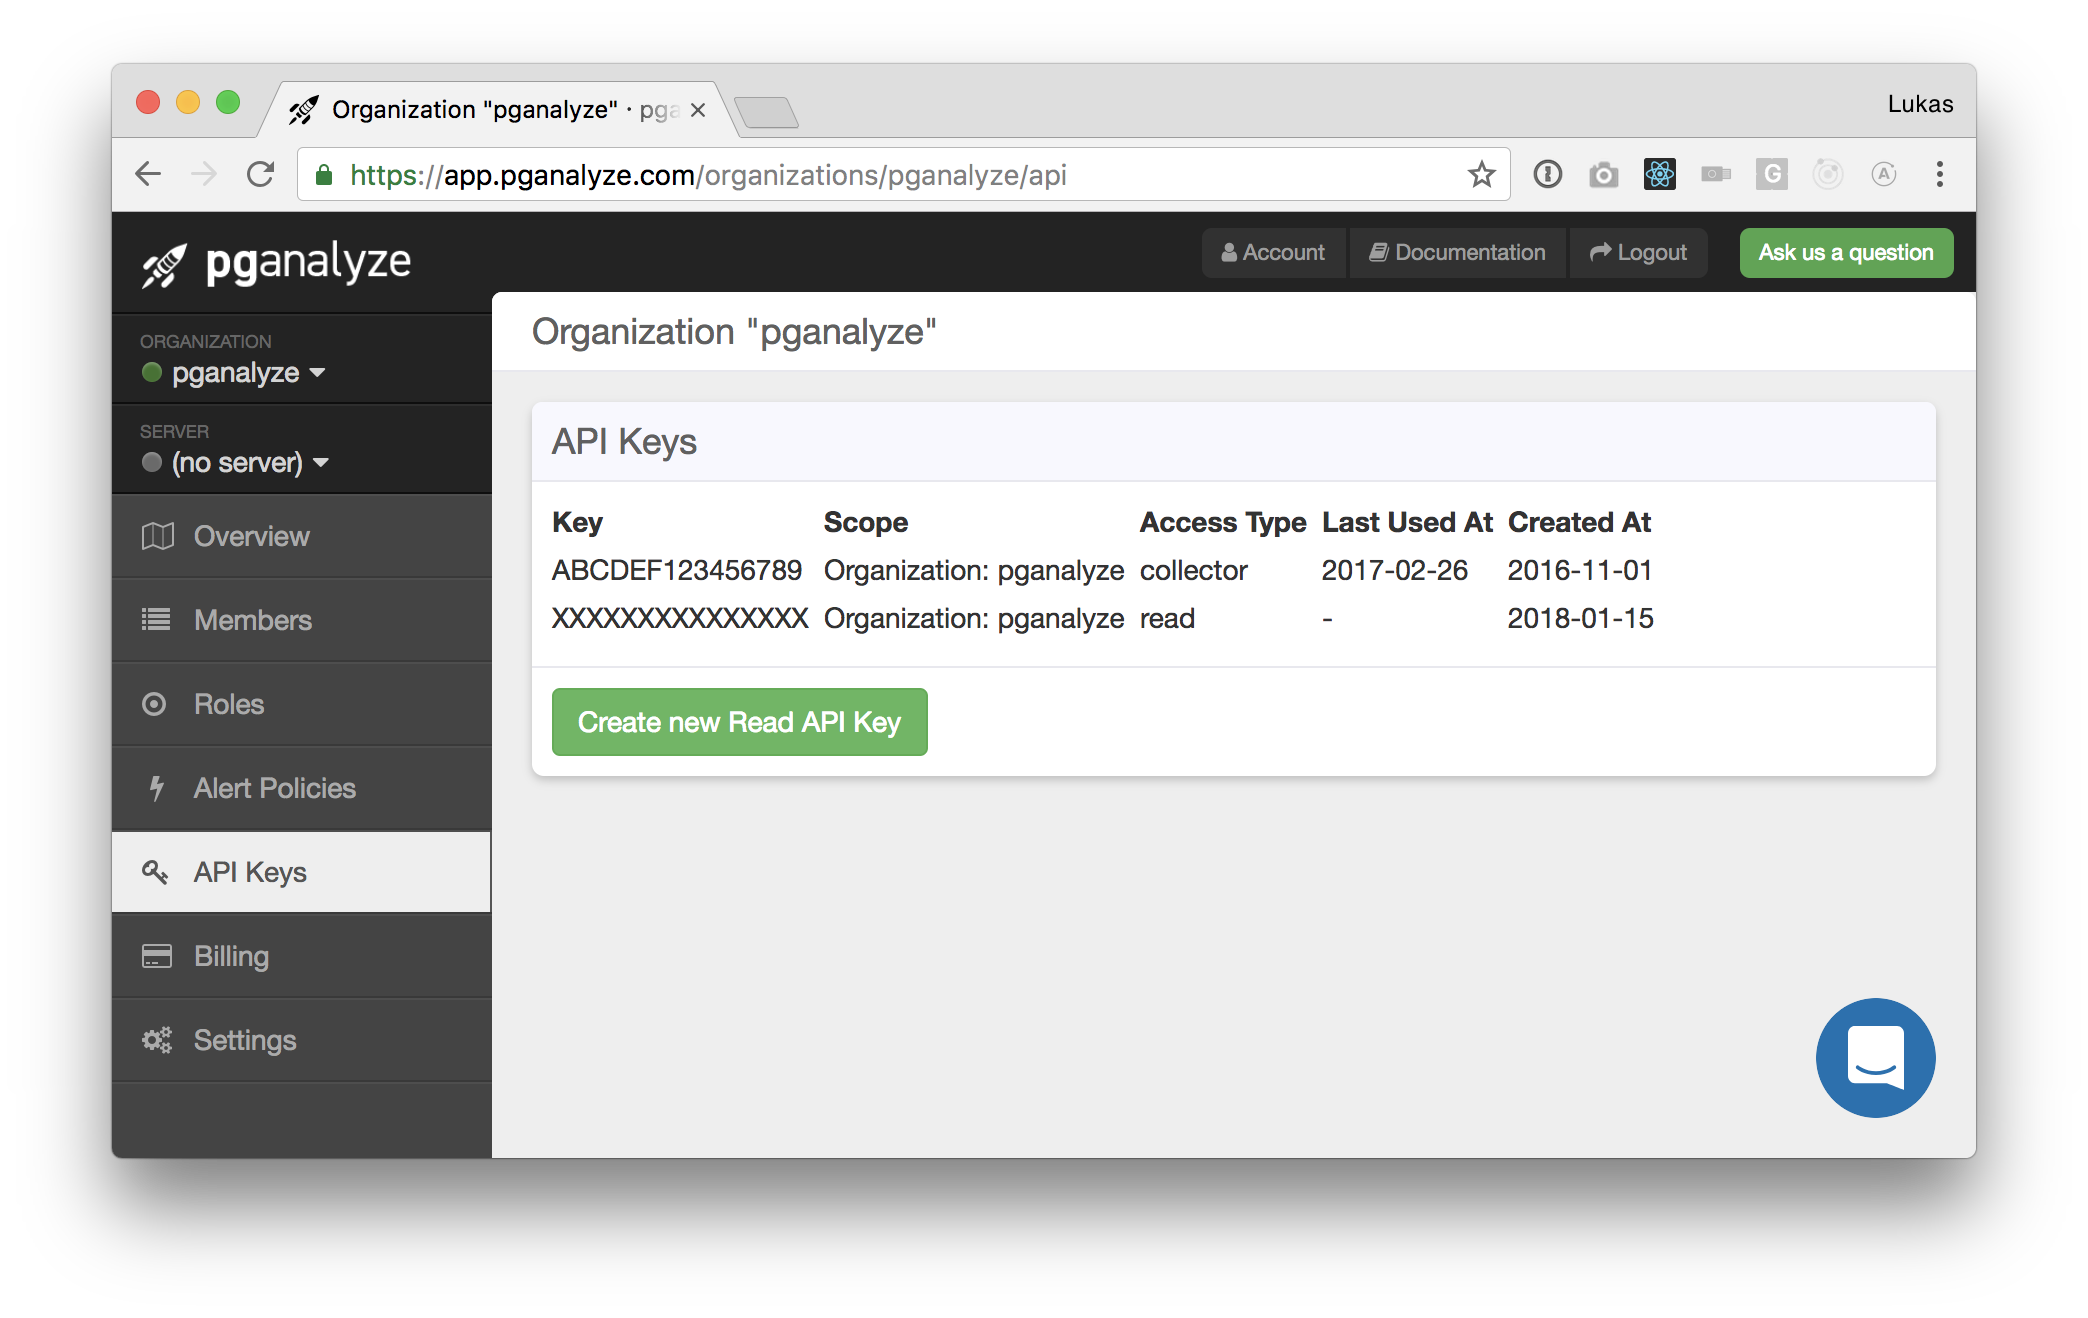 Organization "pganalyze" · pga
Lukas
https://app.pganalyze.com/organizations/pganalyze/api
G
A
pganalyze
Account
Documentation
Logout
Ask us a question
ORGANIZATION
pganalyze
SERVER
(no server)
Overview
Members
Roles
Alert Policies
API Keys
Billing
Settings
Organization "pganalyze"
API Keys
Key Scope Access Type Last Used At Created At
ABCDEF123456789 Organization: pganalyze collector 2017-02-26 2016-11-01
XXXXXXXXXXXXXXX Organization: pganalyze read - 2018-01-15
Create new Read API Key